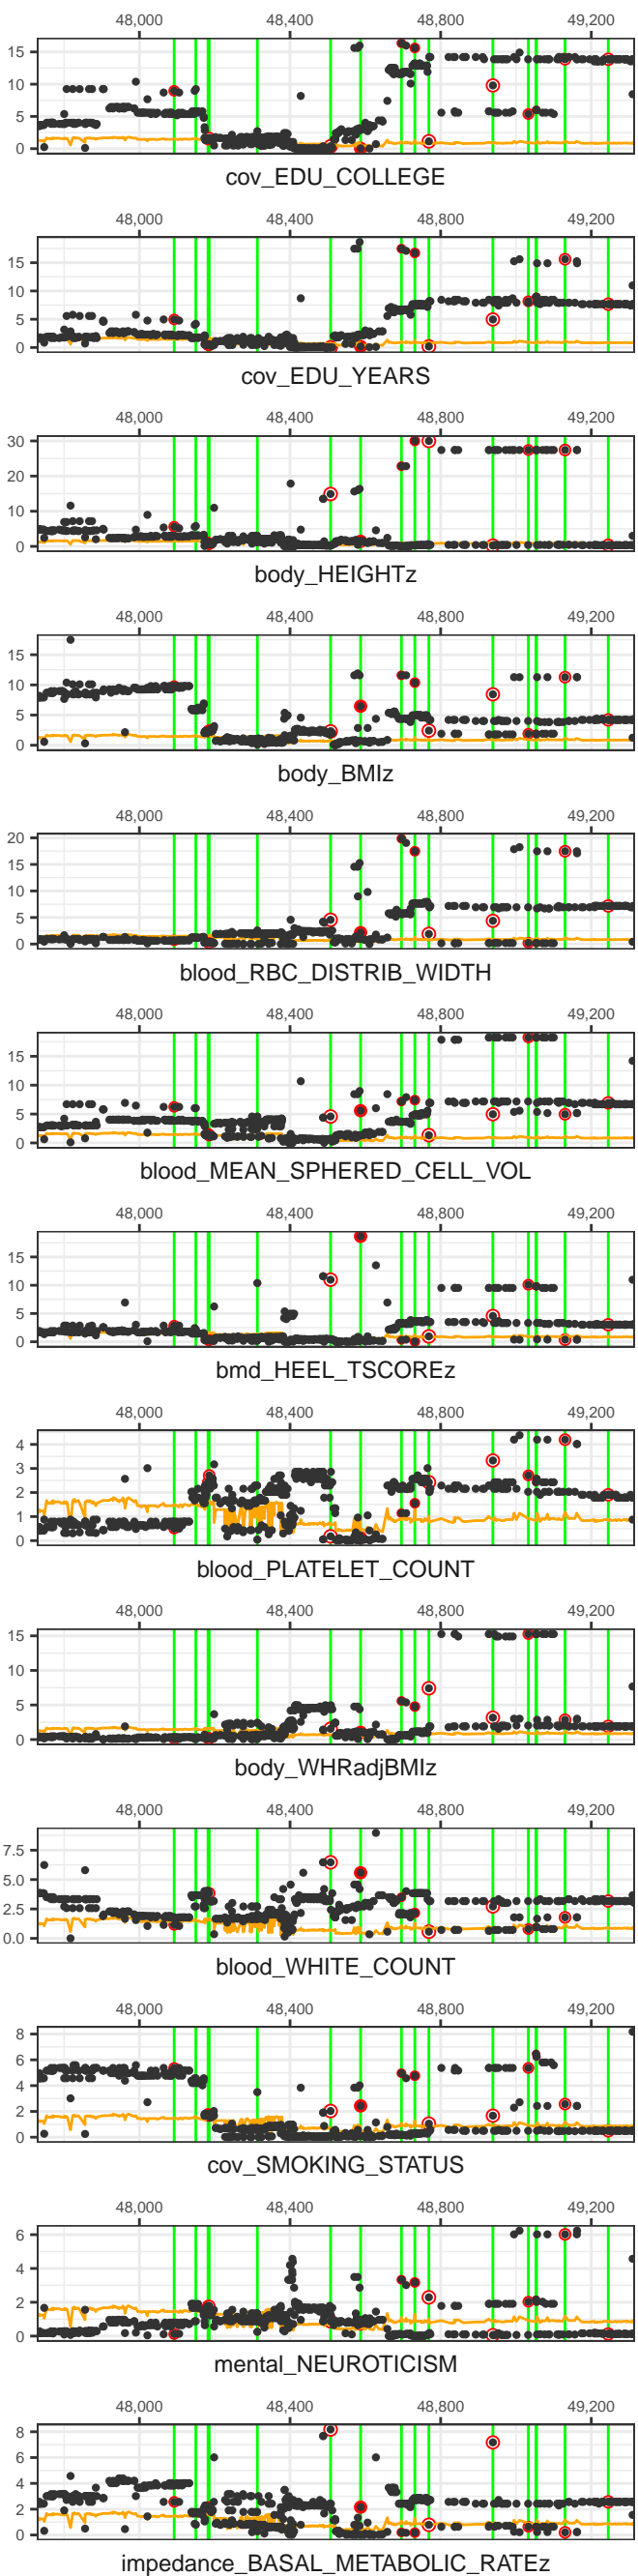 48,000 48,400 48,800 49,200
15
10
5
0
cov_EDU_COLLEGE
48,000 48,400 48,800 49,200
15
10
5
0
cov_EDU_YEARS
48,000 48,400 48,800 49,200
30
20
10
0
body_HEIGHTz
48,000 48,400 48,800 49,200
15
10
5
0
body_BMIz
48,000 48,400 48,800 49,200
20
15
10
5
0
blood_RBC_DISTRIB_WIDTH
48,000 48,400 48,800 49,200
15
10
5
0
blood_MEAN_SPHERED_CELL_VOL
48,000 48,400 48,800 49,200
15
10
5
0
bmd_HEEL_TSCOREz
48,000 48,400 48,800 49,200
4
3
2
1
0
blood_PLATELET_COUNT
48,000 48,400 48,800 49,200
15
10
5
0
body_WHRadjBMIz
48,000 48,400 48,800 49,200
7.5
5.0
2.5
0.0
blood_WHITE_COUNT
48,000 48,400 48,800 49,200
8
6
4
2
0
cov_SMOKING_STATUS
48,000 48,400 48,800 49,200
6
4
2
0
mental_NEUROTICISM
48,000 48,400 48,800 49,200
8
6
4
2
0
impedance_BASAL_METABOLIC_RATEz